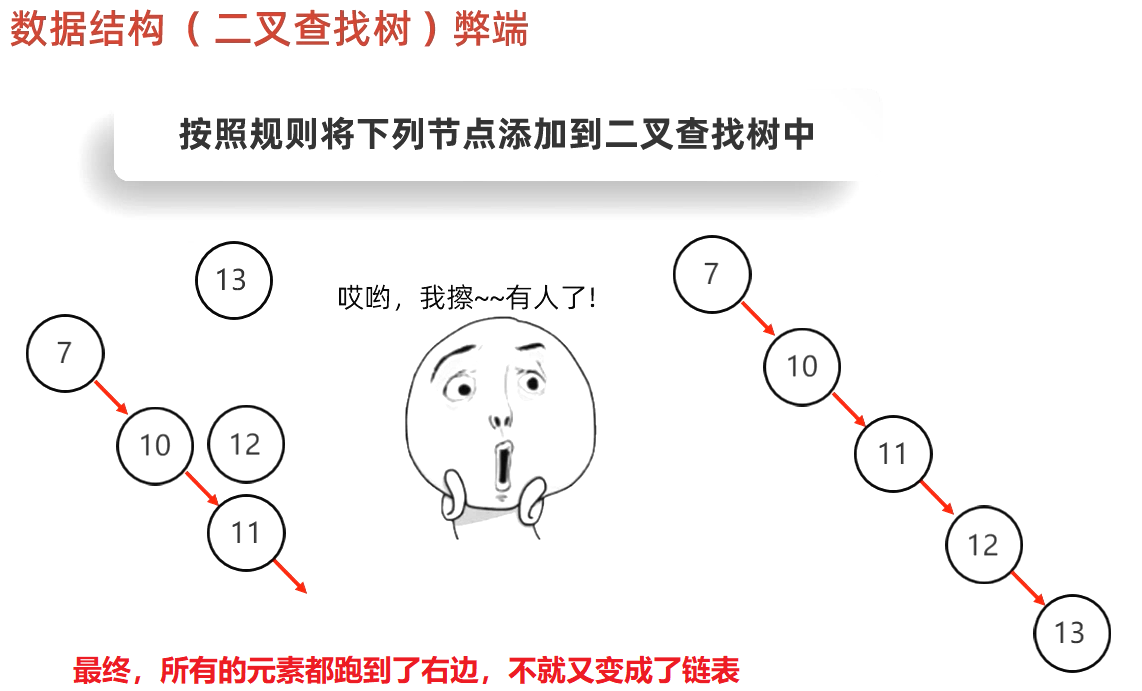 数据结构（二叉查找树）弊端
按照规则将下列节点添加到二叉查找树中
13
哎哟，我擦~~有人了!
7
7
10
10
12
11
11
12
13
最终，所有的元素都跑到了右边，不就又变成了链表